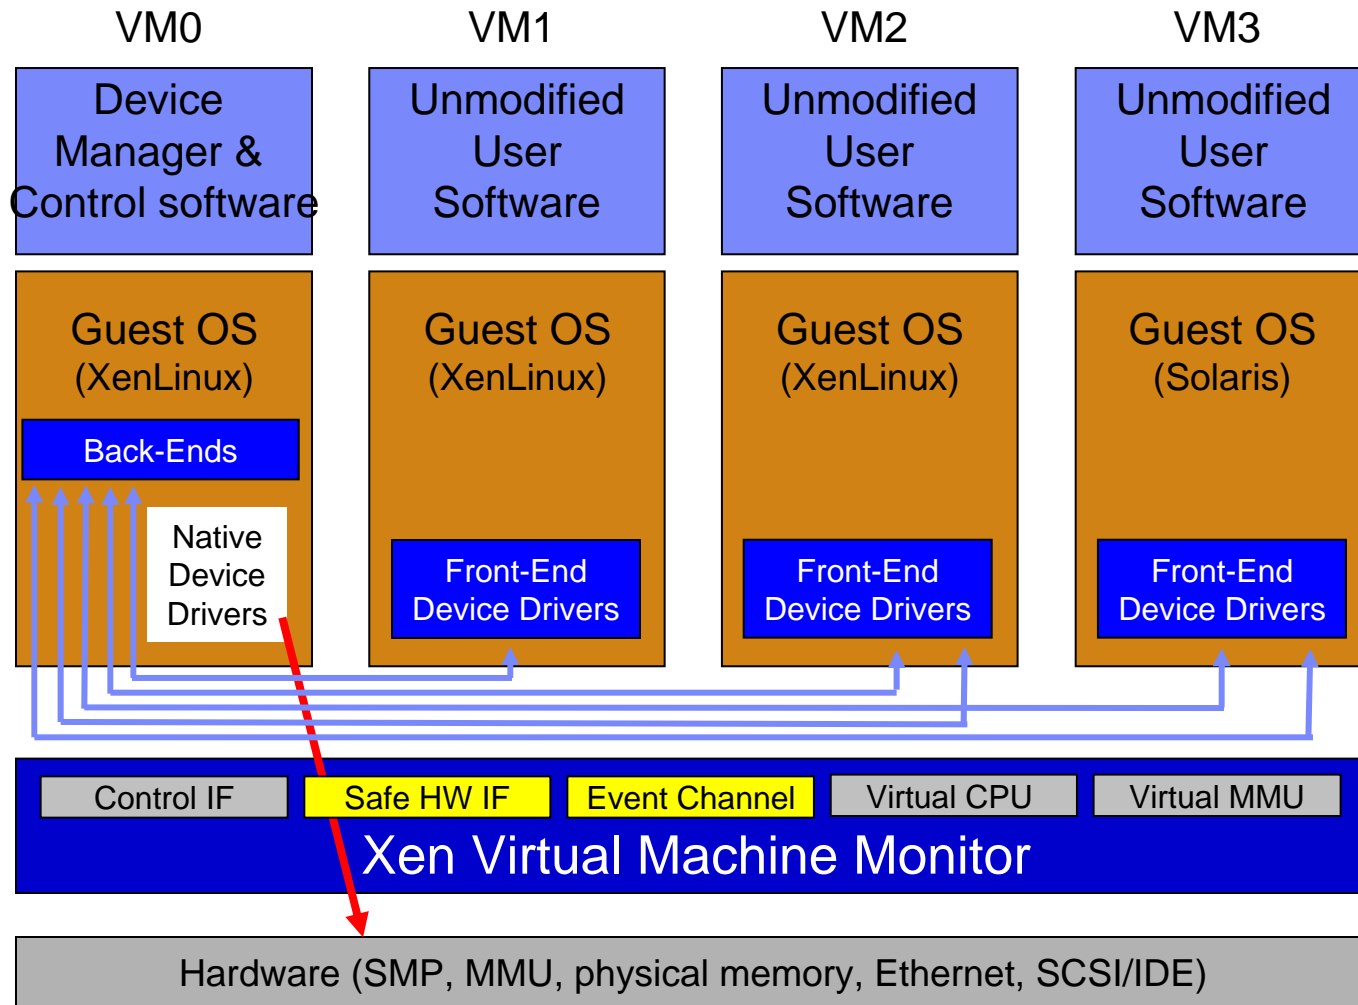 VM0
VM1
VM2
VM3
Device
Manager &
Control software
Unmodified
User
Software
Unmodified
User
Software
Unmodified
User
Software
Guest OS
(XenLinux)
Back-Ends
Native
Device
Drivers
Guest OS
(XenLinux)
Front-End
Device Drivers
Guest OS
(XenLinux)
Front-End
Device Drivers
Guest OS
(Solaris)
Front-End
Device Drivers
Control IF
Safe HW IF
Event Channel
Virtual CPU
Virtual MMU
Xen Virtual Machine Monitor
Hardware (SMP, MMU, physical memory, Ethernet, SCSI/IDE)